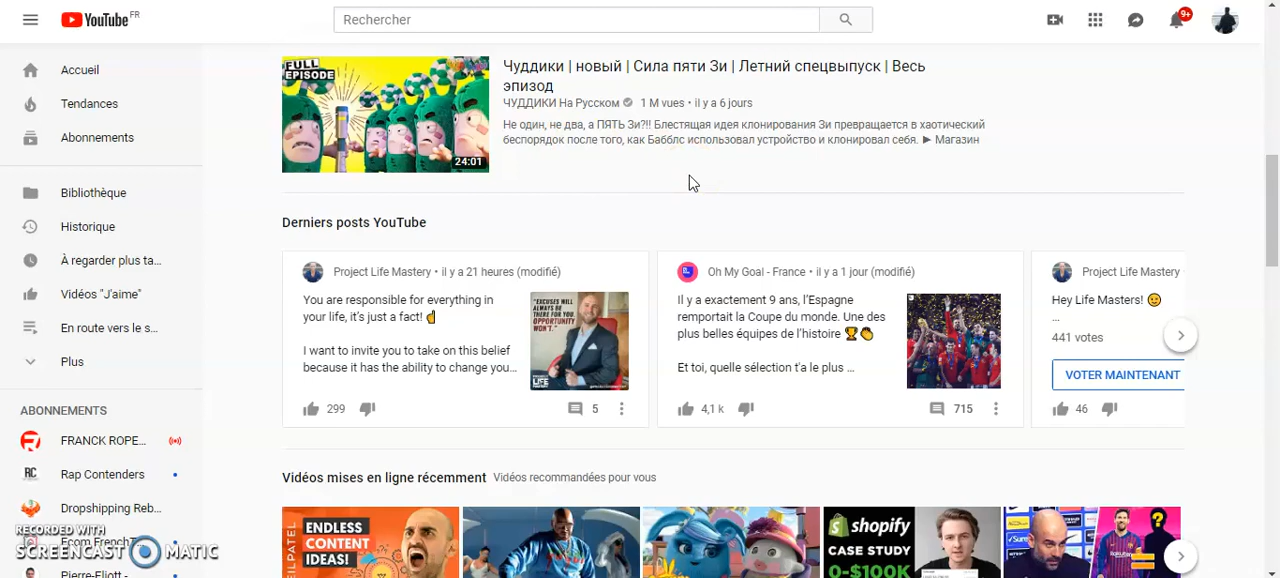 YouTube FR
Rechercher
9+
Accueil
Tendances
Abonnements
Bibliothèque
Historique
À regarder plus ta...
Vidéos "J'aime"
En route vers le s...
Plus
ABONNEMENTS
FRANCK ROPE...
Rap Contenders
Dropshipping Reb...
Pierre-Eliott -
RECORDED WITH
SCREENCAST MATIC
FULL
EPISODE
24:01
Чуддики | новый | Сила пяти Зи | Летний спецвыпуск | Весь
эпизод
ЧУДДИКИ На Русском 1 M vues • il y a 6 jours
Не один, не два, а ПЯТЬ Зи?!! Блестящая идея клонирования Зи превращается в хаотический
беспорядок после того, как Бабблс использовал устройство и клонировал себя. ► Магазин
Derniers posts YouTube
Project Life Mastery • il y a 21 heures (modifié)
You are responsible for everything in
your life, it's just a fact! ☝
I want to invite you to take on this belief
because it has the ability to change you...
"EXCUSES WILL
ALWAYS BE
THERE FOR YOU.
OPPORTUNITY
WON'T."
299
5
Oh My Goal - France • il y a 1 jour (modifié)
Il y a exactement 9 ans, l'Espagne
remportait la Coupe du monde. Une des
plus belles équipes de l'histoire 🏆👏
Et toi, quelle sélection t'a le plus ...
4,1 k
715
Project Life Mastery
Hey Life Masters! 🙂
...
441 votes
VOTER MAINTENANT
46
Vidéos mises en ligne récemment Vidéos recommandées pour vous
NEILPATEL
ENDLESS
CONTENT
IDEAS!
shopify
CASE STUDY
0-$100K
?